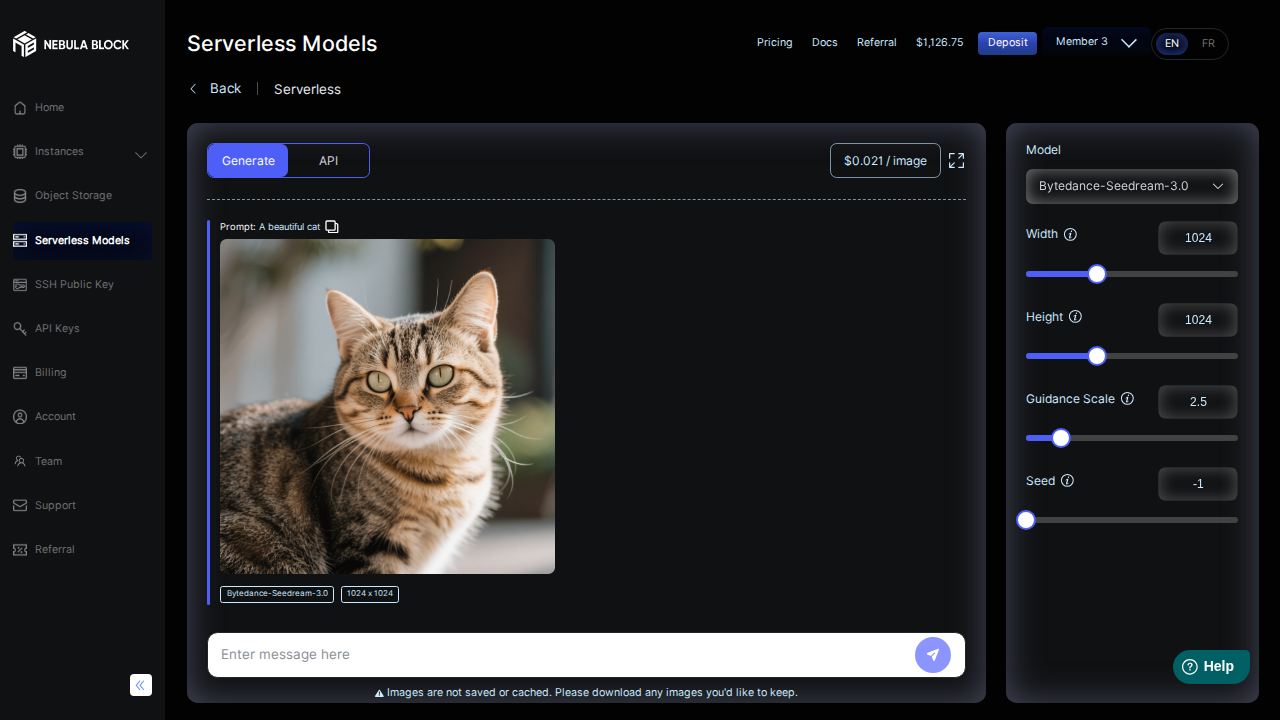 NEBULA BLOCK
Serverless Models
Pricing
Docs
Referral
$1,126.75
Deposit
Member 3
EN
FR
Back
Serverless
Home
Instances
Object Storage
Serverless Models
SSH Public Key
API Keys
Billing
Account
Team
Support
Referral
Generate
API
$0.021 / image
Prompt: A beautiful cat
Bytedance-Seedream-3.0
1024 x 1024
Enter message here
Images are not saved or cached. Please download any images you'd like to keep.
Model
Bytedance-Seedream-3.0
Width
1024
Height
1024
Guidance Scale
2.5
Seed
-1
Help